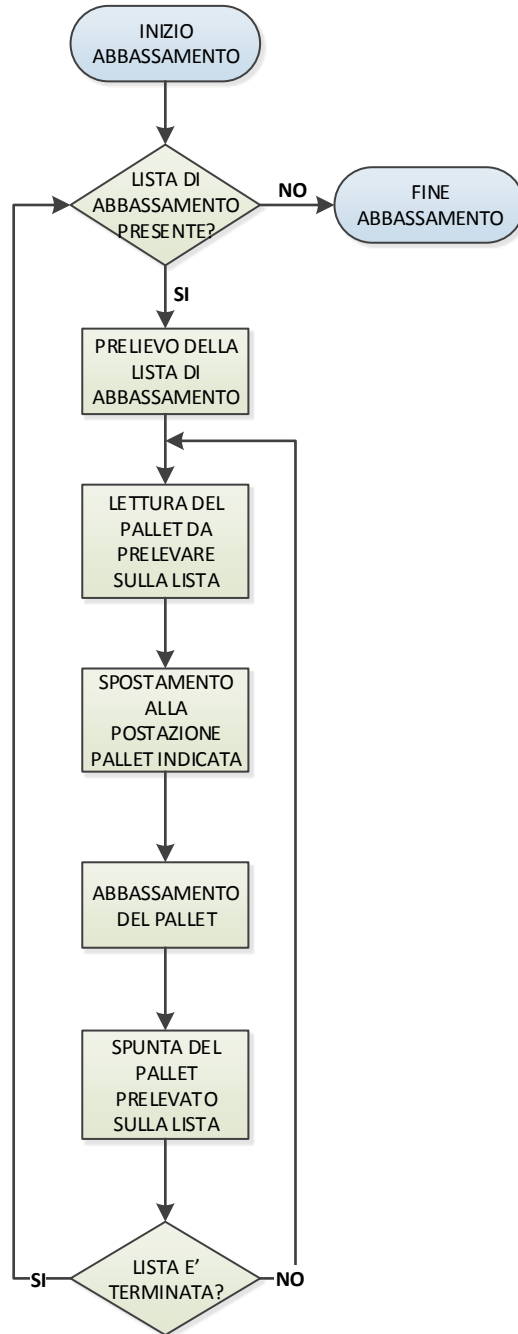 INIZIO
ABBASSAMENTO
LISTA DI
ABBASSAMENTO
PRESENTE?
NO
FINE
ABBASSAMENTO
SI
PRELIEVO DELLA
LISTA DI
ABBASSAMENTO
LETTURA DEL
PALLET DA
PRELEVARE
SULLA LISTA
SPOSTAMENTO
ALLA
POSTAZIONE
PALLET INDICATA
ABBASSAMENTO
DEL PALLET
SPUNTA DEL
PALLET
PRELEVATO
SULLA LISTA
SI
LISTA E’
TERMINATA?
NO